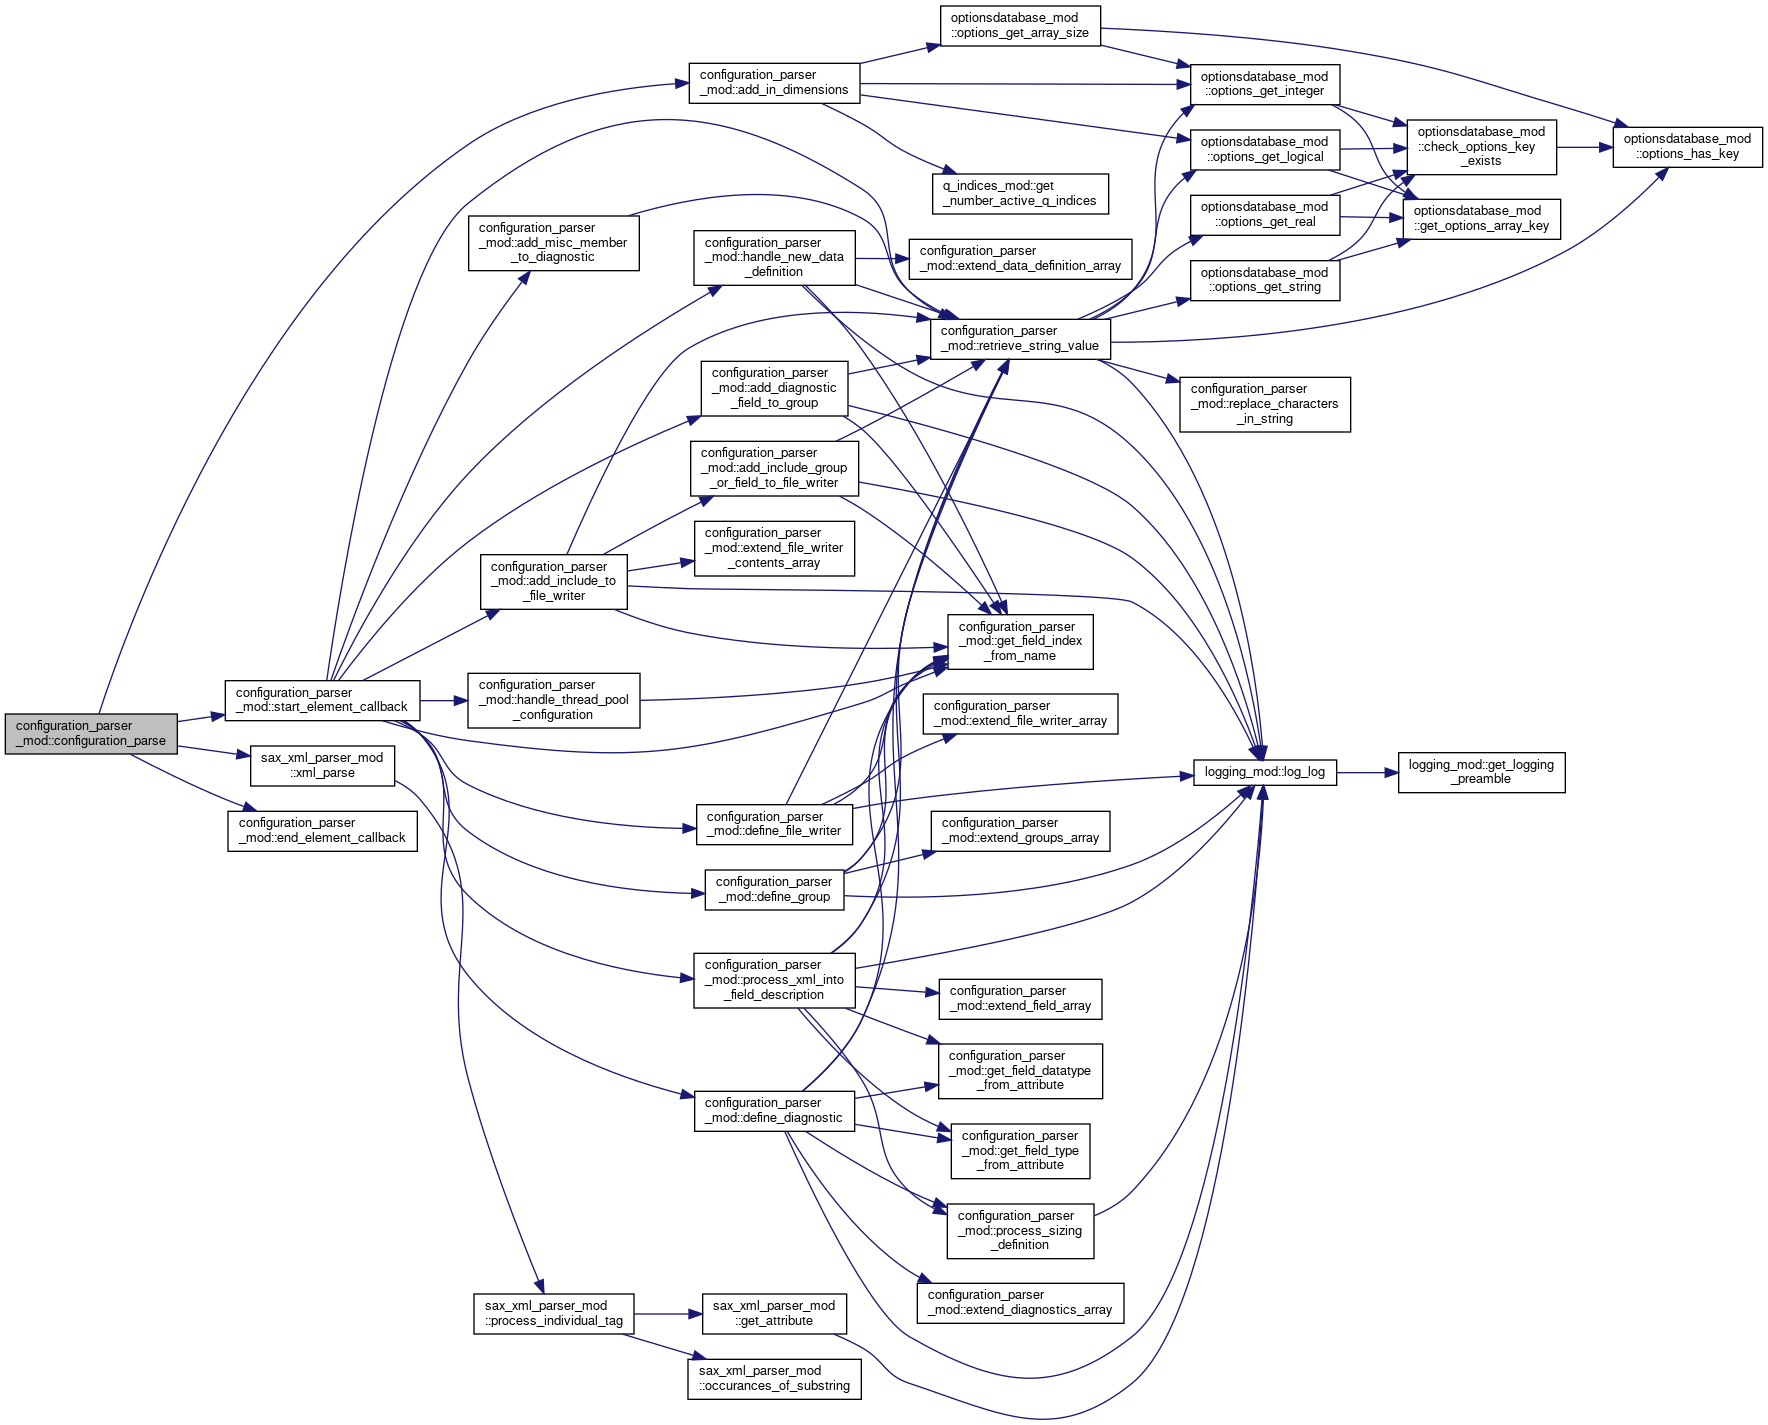 configuration_parser
_mod::configuration_parse
configuration_parser
_mod::start_element_callback
sax_xml_parser_mod
::xml_parse
configuration_parser
_mod::end_element_callback
configuration_parser
_mod::add_misc_member
_to_diagnostic
configuration_parser
_mod::add_include_to
_file_writer
configuration_parser
_mod::handle_thread_pool
_configuration
sax_xml_parser_mod
::process_individual_tag
configuration_parser
_mod::add_in_dimensions
configuration_parser
_mod::handle_new_data
_definition
configuration_parser
_mod::add_diagnostic
_field_to_group
configuration_parser
_mod::add_include_group
_or_field_to_file_writer
configuration_parser
_mod::extend_file_writer
_contents_array
configuration_parser
_mod::define_file_writer
configuration_parser
_mod::define_group
configuration_parser
_mod::process_xml_into
_field_description
configuration_parser
_mod::define_diagnostic
sax_xml_parser_mod
::get_attribute
sax_xml_parser_mod
::occurances_of_substring
optionsdatabase_mod
::options_get_array_size
q_indices_mod::get
_number_active_q_indices
configuration_parser
_mod::extend_data_definition_array
configuration_parser
_mod::retrieve_string_value
configuration_parser
_mod::get_field_index
_from_name
configuration_parser
_mod::extend_file_writer_array
configuration_parser
_mod::extend_groups_array
configuration_parser
_mod::extend_field_array
configuration_parser
_mod::get_field_datatype
_from_attribute
configuration_parser
_mod::get_field_type
_from_attribute
configuration_parser
_mod::process_sizing
_definition
configuration_parser
_mod::extend_diagnostics_array
optionsdatabase_mod
::options_get_integer
optionsdatabase_mod
::options_get_logical
optionsdatabase_mod
::options_get_real
optionsdatabase_mod
::options_get_string
configuration_parser
_mod::replace_characters
_in_string
logging_mod::log_log
optionsdatabase_mod
::check_options_key
_exists
optionsdatabase_mod
::get_options_array_key
logging_mod::get_logging
_preamble
optionsdatabase_mod
::options_has_key